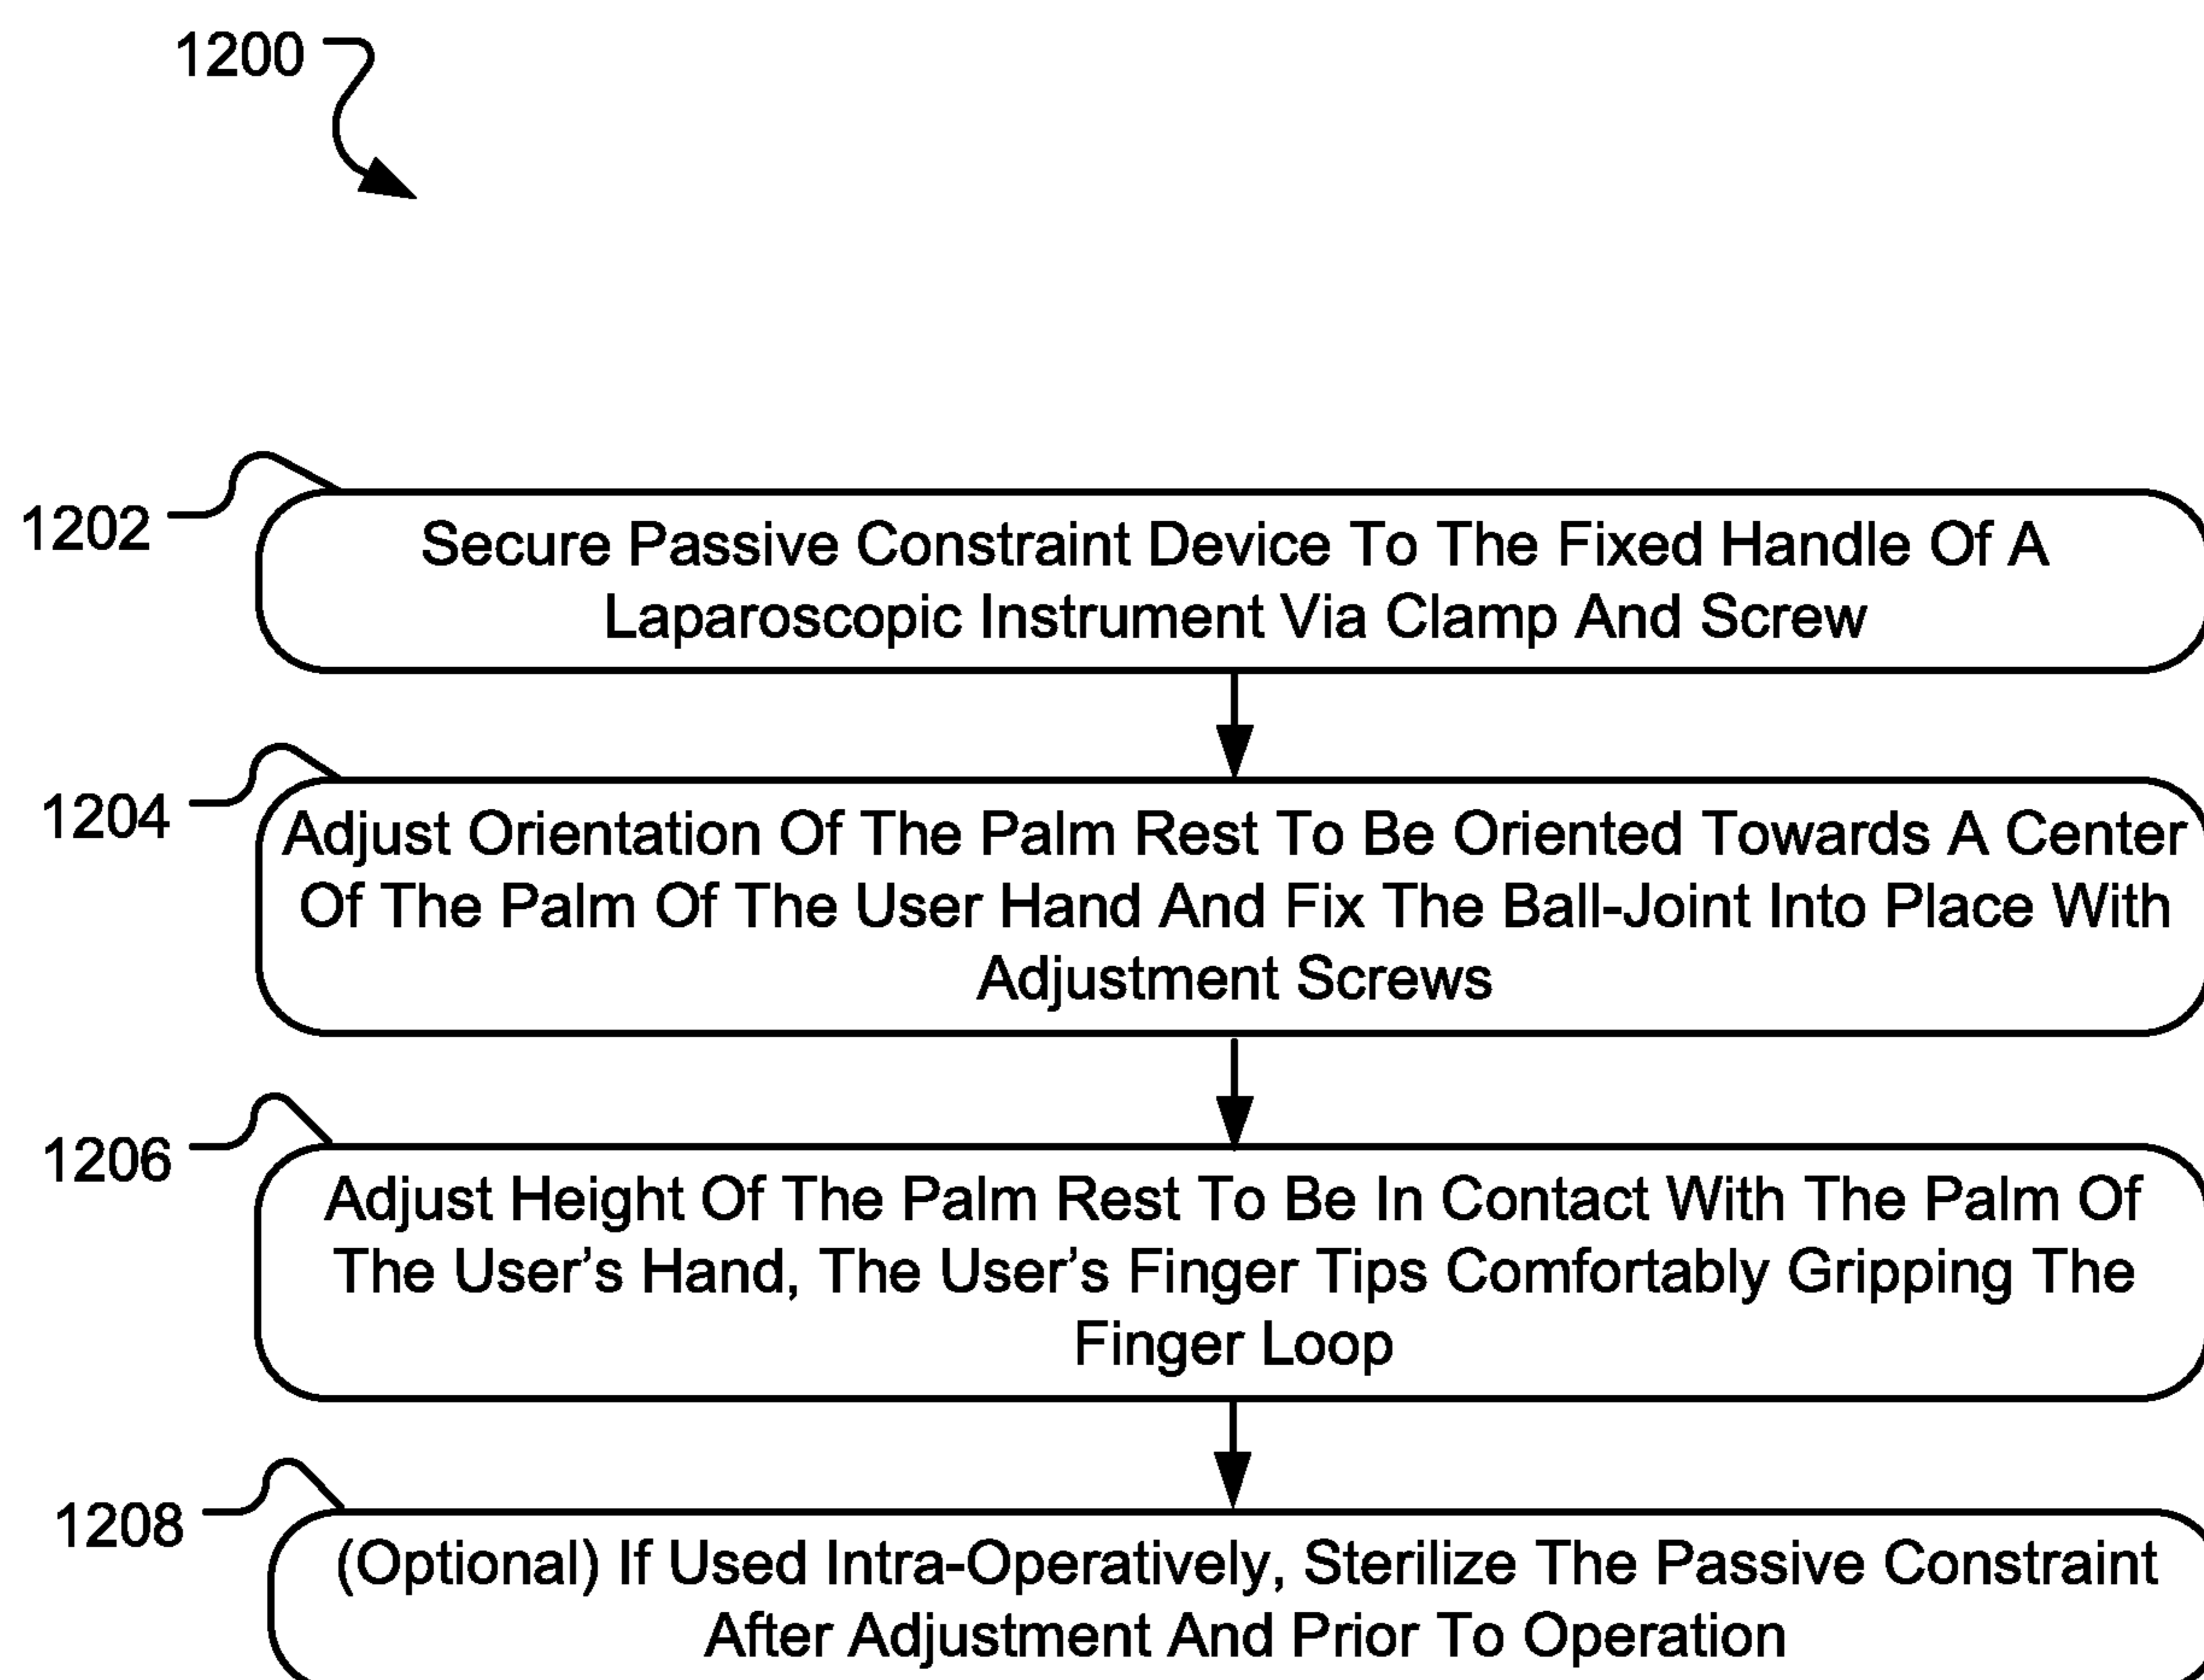 1200
1202
Secure Passive Constraint Device To The Fixed Handle Of A
Laparoscopic Instrument Via Clamp And Screw
1204
Adjust Orientation Of The Palm Rest To Be Oriented Towards A Center
Of The Palm Of The User Hand And Fix The Ball-Joint Into Place With
Adjustment Screws
1206
Adjust Height Of The Palm Rest To Be In Contact With The Palm Of
The User’s Hand, The User’s Finger Tips Comfortably Gripping The
Finger Loop
1208
(Optional) If Used Intra-Operatively, Sterilize The Passive Constraint
After Adjustment And Prior To Operation